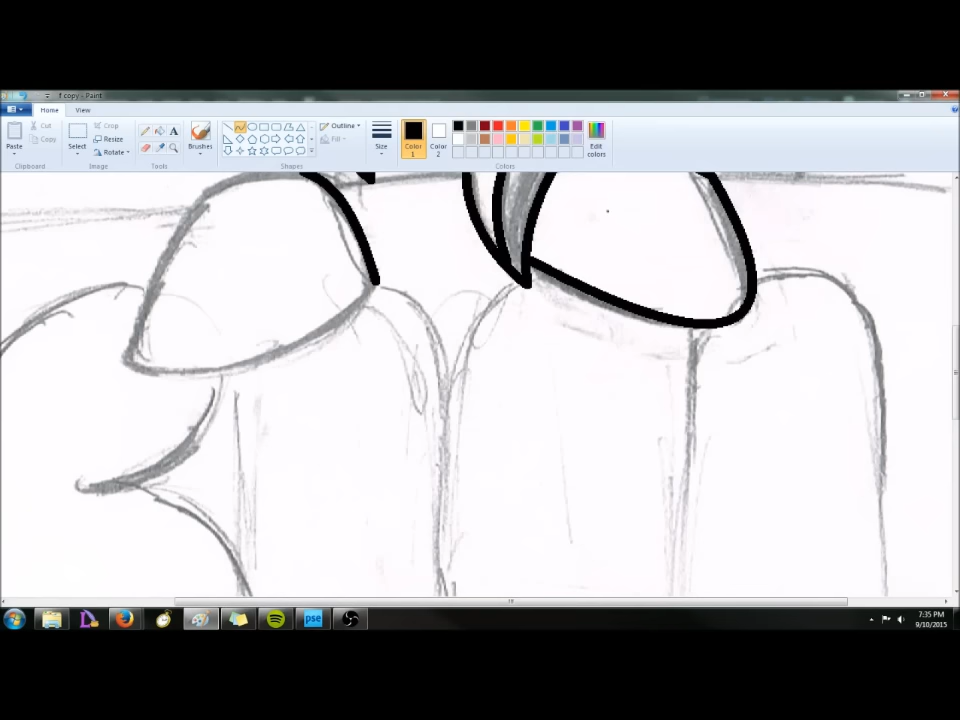 f copy - Paint
Home View
Paste Cut Copy Select Crop Resize Rotate A Brushes Outline Fill Size Color 1 Color 2 Edit colors
Clipboard Image Tools Shapes Colors
pse
7:35 PM
9/10/2015